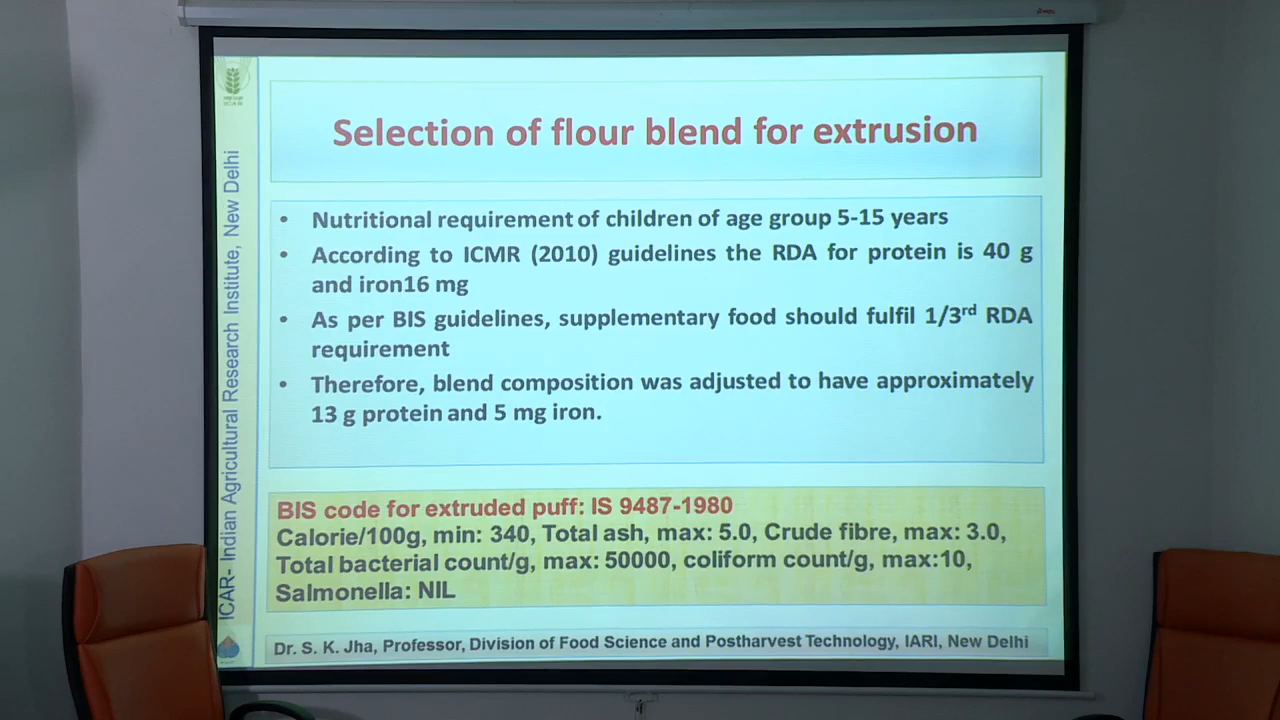 Selection of flour blend for extrusion
• Nutritional requirement of children of age group 5-15 years
• According to ICMR (2010) guidelines the RDA for protein is 40 g
and iron16 mg
• As per BIS guidelines, supplementary food should fulfil 1/3rd RDA
requirement
• Therefore, blend composition was adjusted to have approximately
13 g protein and 5 mg iron.
BIS code for extruded puff: IS 9487-1980
Calorie/100g, min: 340, Total ash, max: 5.0, Crude fibre, max: 3.0,
Total bacterial count/g, max: 50000, coliform count/g, max:10,
Salmonella: NIL
Dr. S. K. Jha, Professor, Division of Food Science and Postharvest Technology, IARI, New Delhi
ICAR- Indian Agricultural Research Institute, New Delhi